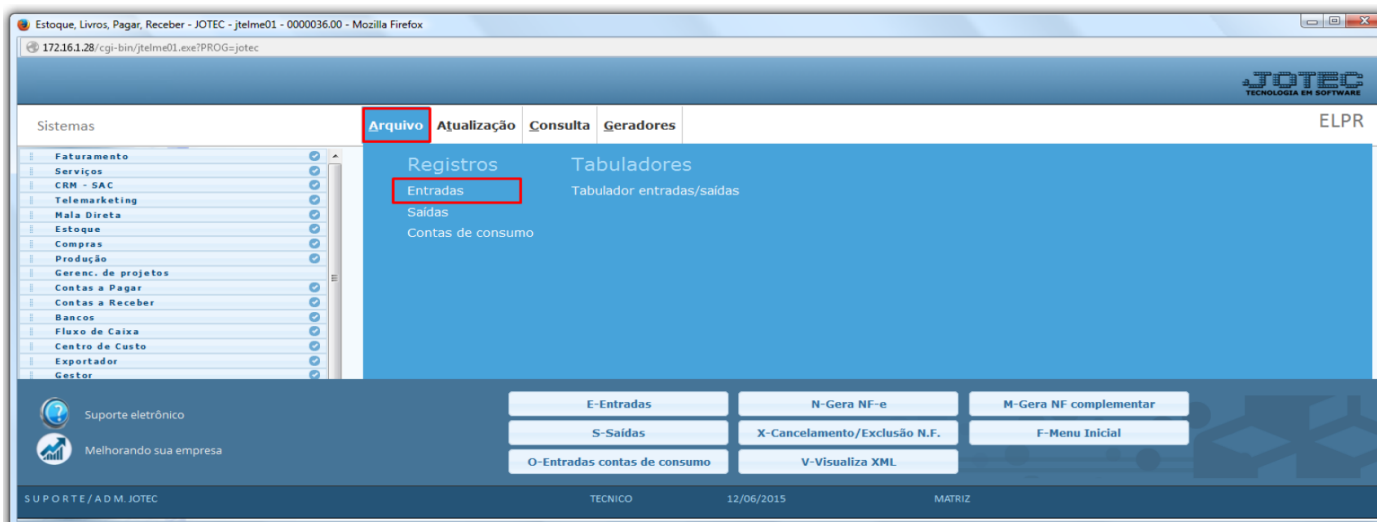 Estoque, Livros, Pagar, Receber - JOTEC - jtelme01 - 0000036.00 - Mozilla Firefox
172.16.1.28/cgi-bin/jtelme01.exe?PROG=jotec
JOTEC
TECNOLOGIA EM SOFTWARE
Sistemas
Arquivo Atualização Consulta Geradores
ELPR
Faturamento
Serviços
CRM - SAC
Telemarketing
Mala Direta
Estoque
Compras
Produção
Gerenc. de projetos
Contas a Pagar
Contas a Receber
Bancos
Fluxo de Caixa
Centro de Custo
Exportador
Gestor
Registros
Entradas
Saídas
Contas de consumo
Tabuladores
Tabulador entradas/saídas
Suporte eletrônico
Melhorando sua empresa
E-Entradas N-Gera NF-e M-Gera NF complementar
S-Saídas X-Cancelamento/Exclusão N.F. F-Menu Inicial
O-Entradas contas de consumo V-Visualiza XML
SUPORTE/ADM. JOTEC TECNICO 12/06/2015 MATRIZ